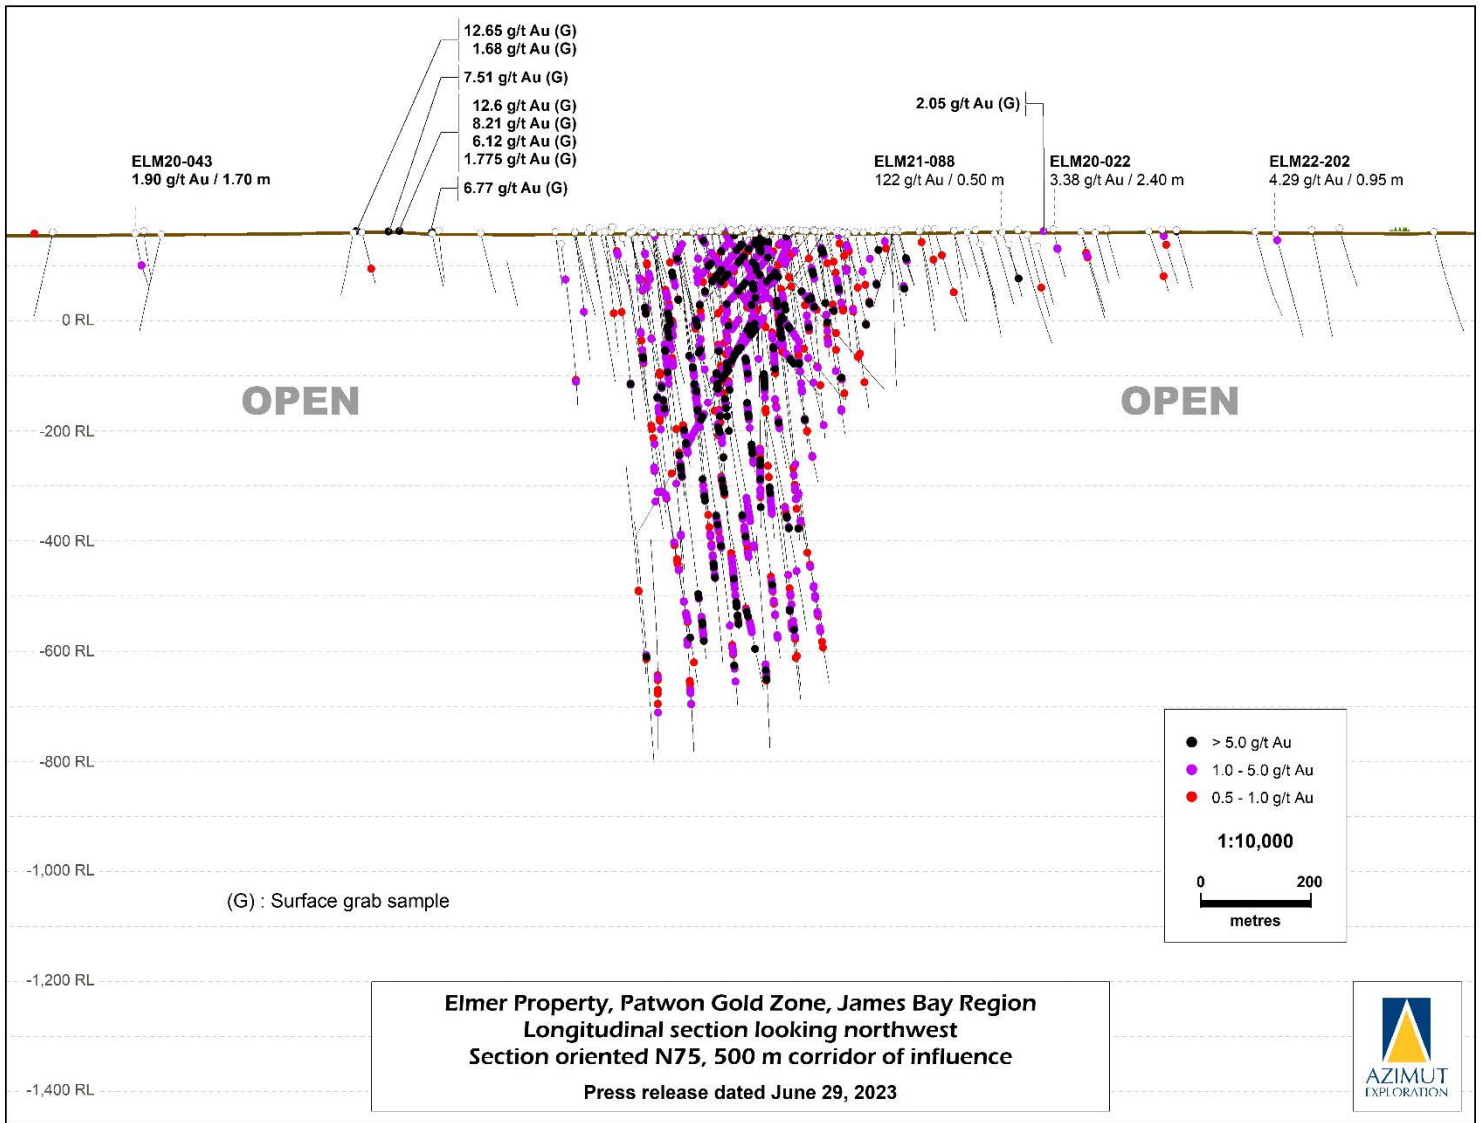 12.65 g/t Au (G)
1.68 g/t Au (G)
7.51 g/t Au (G)
12.6 g/t Au (G)
8.21 g/t Au (G)
6.12 g/t Au (G)
1.775 g/t Au (G)
6.77 g/t Au (G)
2.05 g/t Au (G)
ELM20-043
1.90 g/t Au / 1.70 m
ELM21-088
122 g/t Au / 0.50 m
ELM20-022
3.38 g/t Au / 2.40 m
ELM22-202
4.29 g/t Au / 0.95 m
0 RL
OPEN
OPEN
-200 RL
-400 RL
-600 RL
-800 RL
-1,000 RL
-1,200 RL
-1,400 RL
> 5.0 g/t Au
1.0 - 5.0 g/t Au
0.5 - 1.0 g/t Au
1:10,000
0 200
metres
(G) : Surface grab sample
Elmer Property, Patwon Gold Zone, James Bay Region
Longitudinal section looking northwest
Section oriented N75, 500 m corridor of influence
Press release dated June 29, 2023
AZIMUT
EXPLORATION